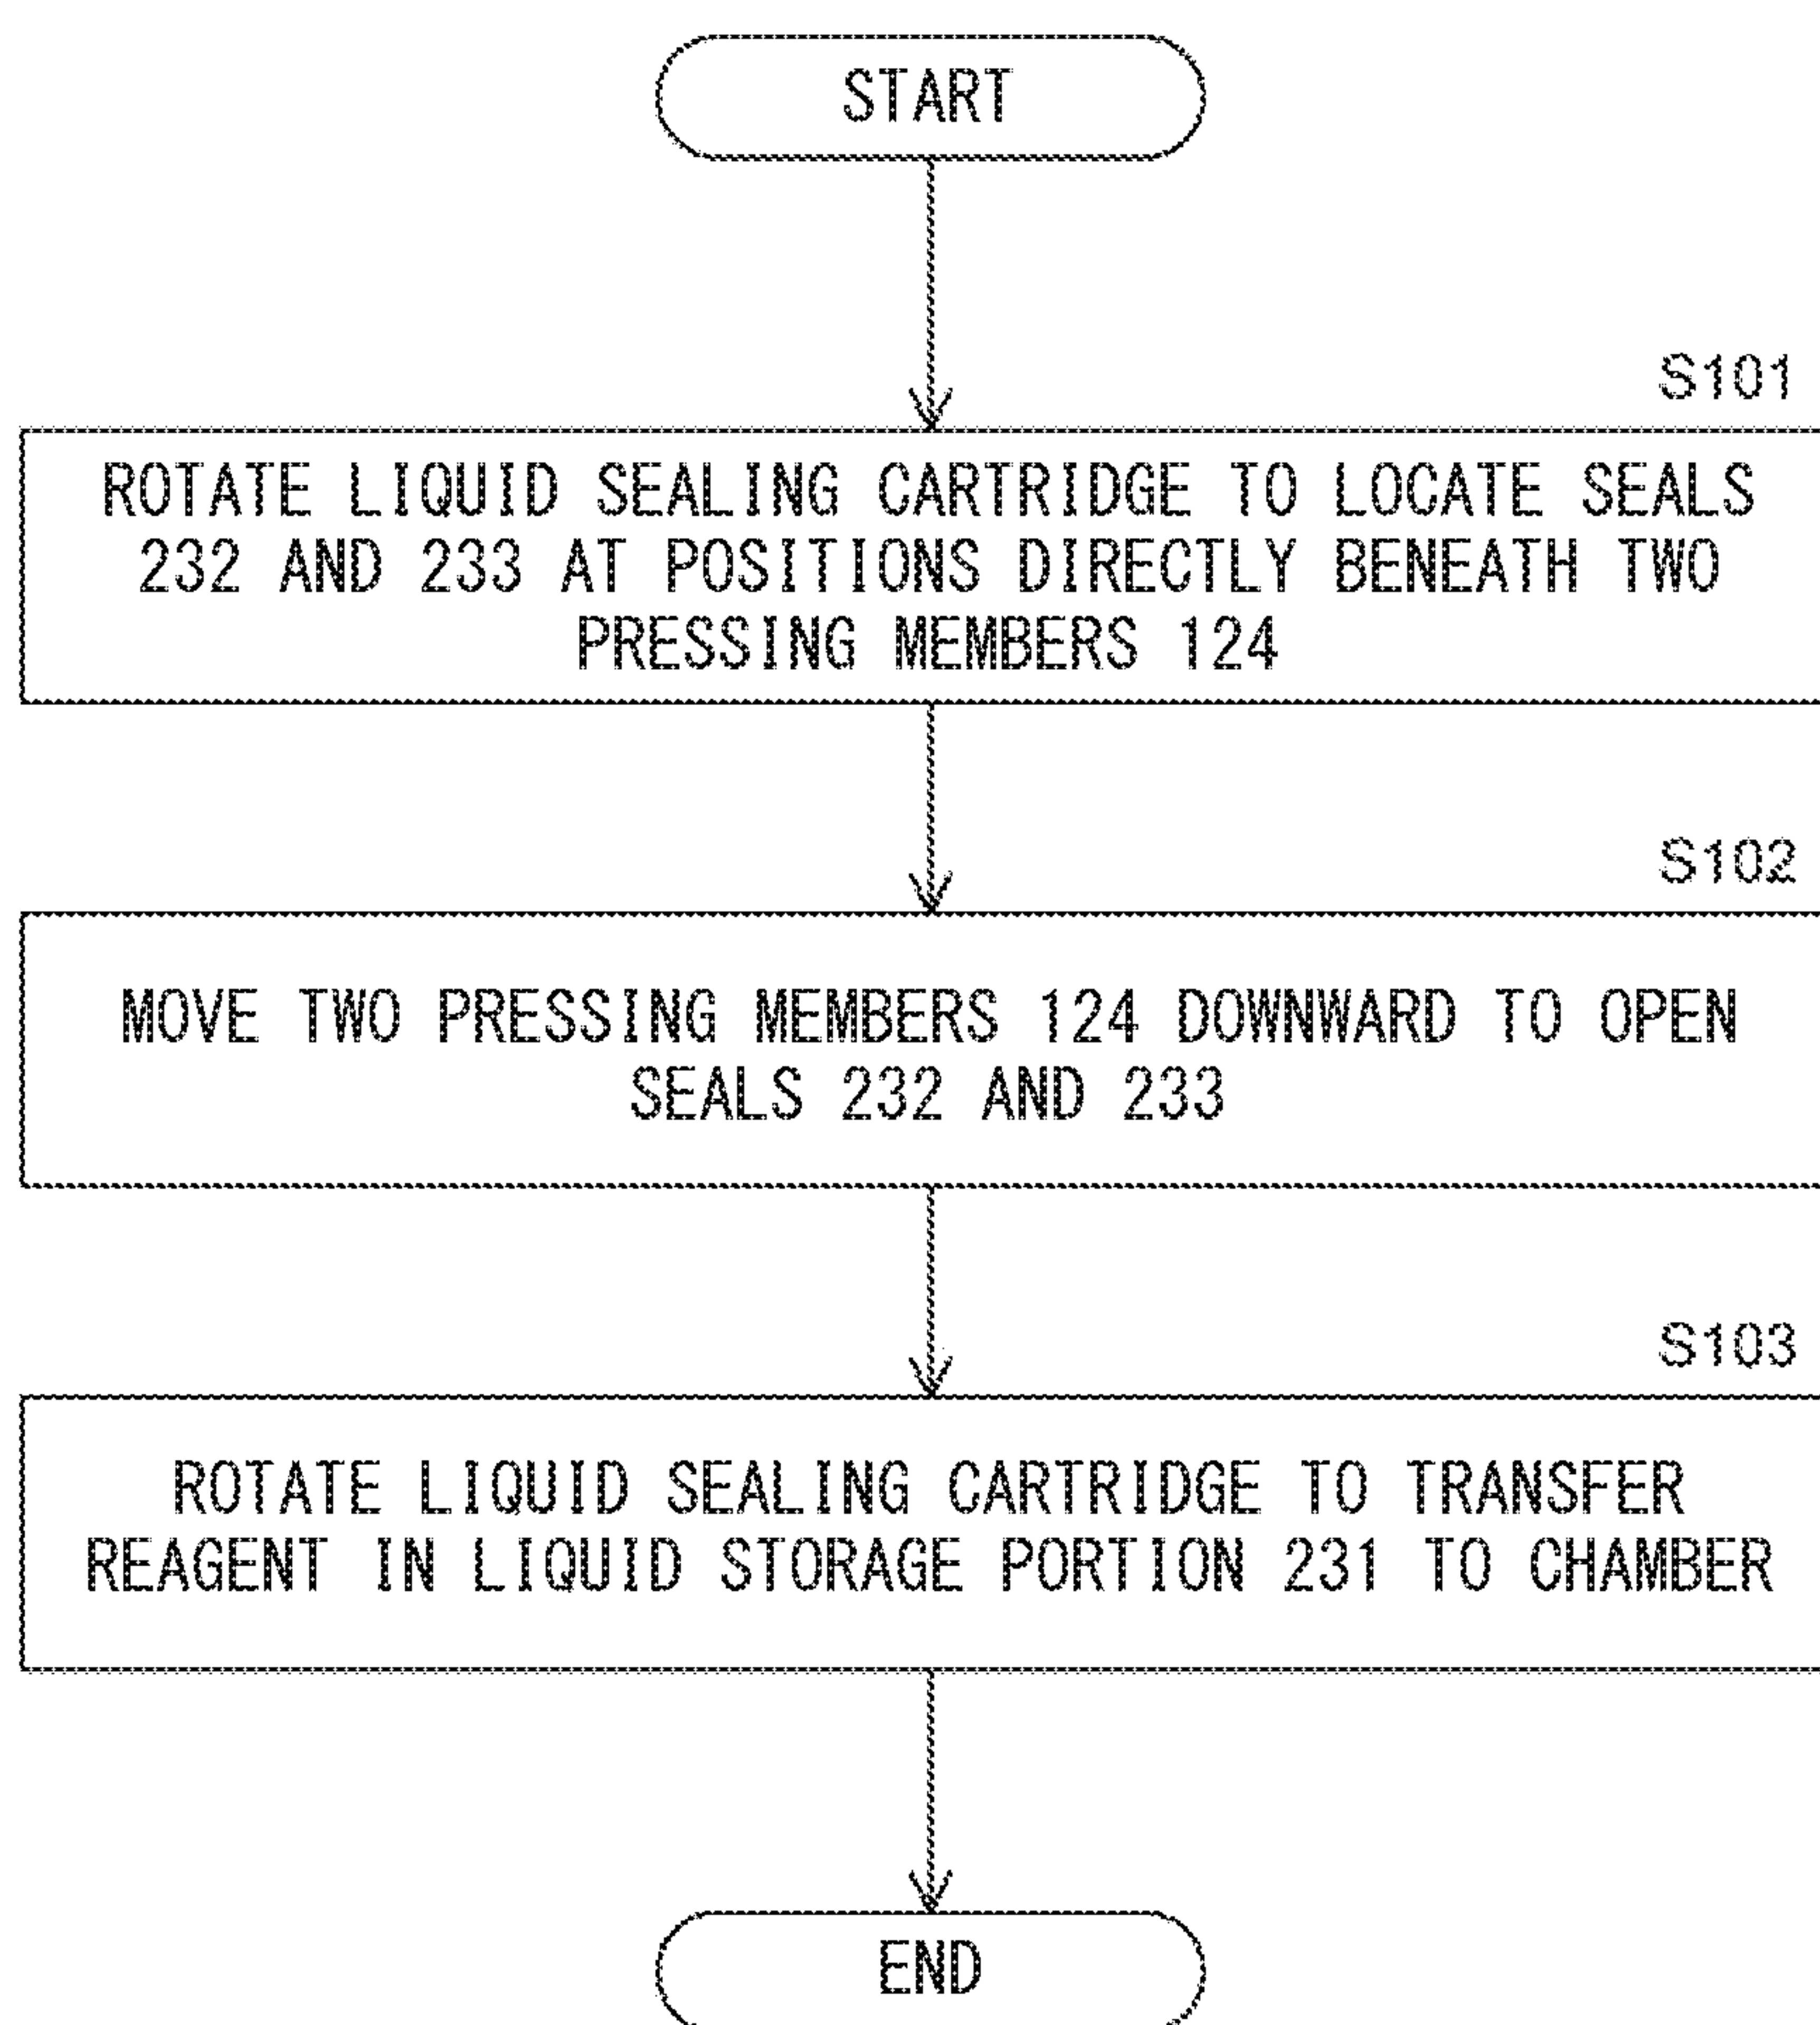 START
S101
ROTATE LIQUID SEALING CARTRIDGE TO LOCATE SEALS
232 AND 233 AT POSITIONS DIRECTLY BENEATH TWO
PRESSING MEMBERS 124
S102
MOVE TWO PRESSING MEMBERS 124 DOWNWARD TO OPEN
SEALS 232 AND 233
S103
ROTATE LIQUID SEALING CARTRIDGE TO TRANSFER
REAGENT IN LIQUID STORAGE PORTION 231 TO CHAMBER
END